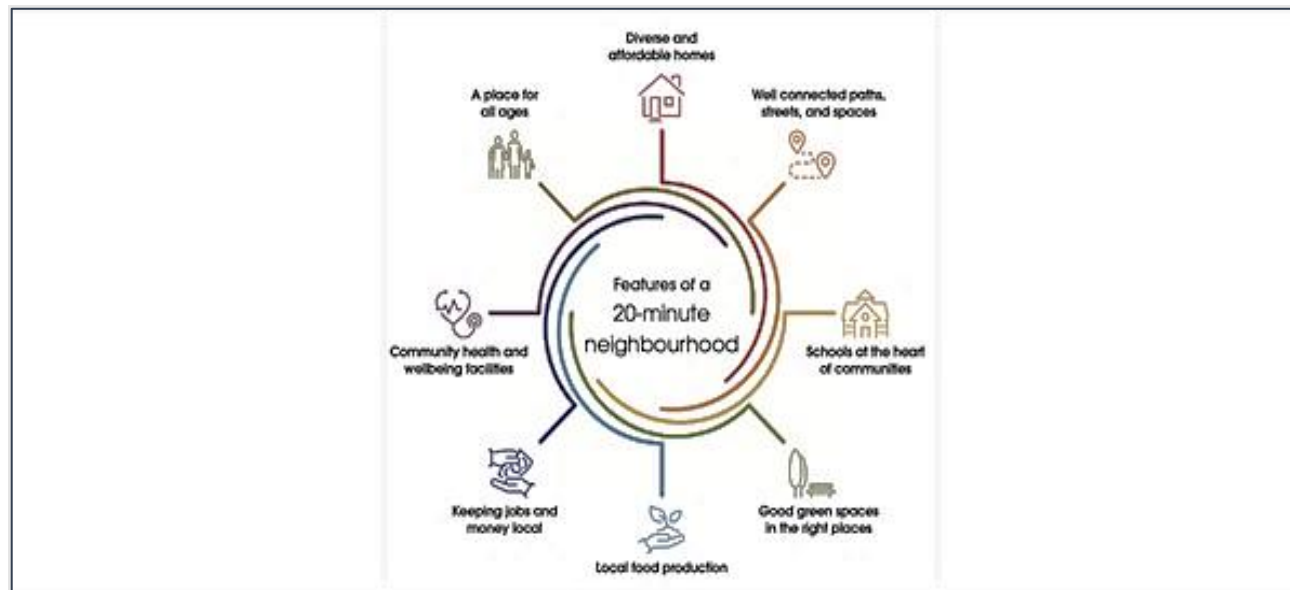 Diverse and
affordable homes
Well connected paths,
streets, and spaces
Schools at the heart
of communities
Good green spaces
in the right places
Local food production
Keeping jobs and
money local
Community health and
wellbeing facilities
A place for
all ages
Features of a
20-minute
neighbourhood